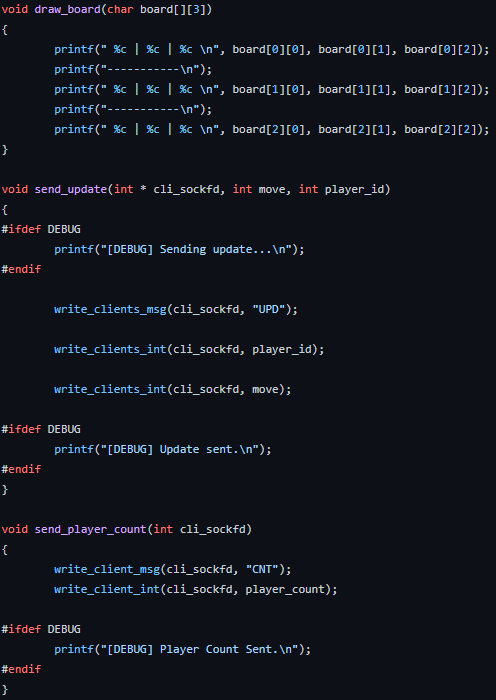 void draw_board(char board[][3])
{
        printf(" %c | %c | %c \n", board[0][0], board[0][1], board[0][2]);
        printf("-----------\n");
        printf(" %c | %c | %c \n", board[1][0], board[1][1], board[1][2]);
        printf("-----------\n");
        printf(" %c | %c | %c \n", board[2][0], board[2][1], board[2][2]);
}

void send_update(int * cli_sockfd, int move, int player_id)
{
#ifdef DEBUG
        printf("[DEBUG] Sending update...\n");
#endif

        write_clients_msg(cli_sockfd, "UPD");

        write_clients_int(cli_sockfd, player_id);

        write_clients_int(cli_sockfd, move);

#ifdef DEBUG
        printf("[DEBUG] Update sent.\n");
#endif
}

void send_player_count(int cli_sockfd)
{
        write_client_msg(cli_sockfd, "CNT");
        write_client_int(cli_sockfd, player_count);

#ifdef DEBUG
        printf("[DEBUG] Player Count Sent.\n");
#endif
}